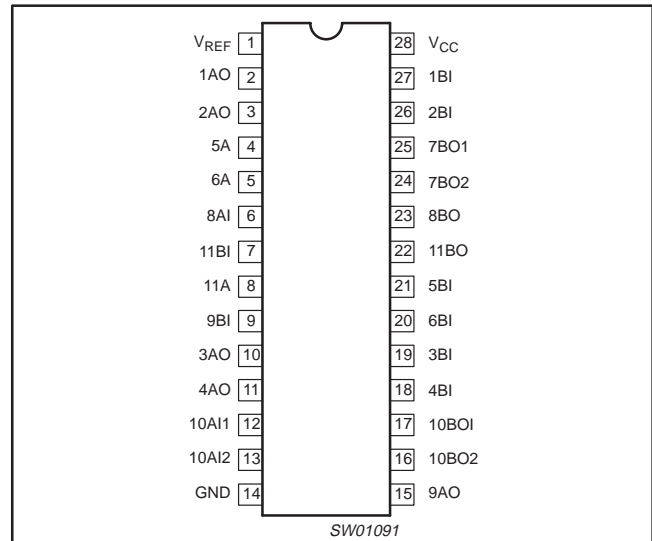 VREF 1 28 VCC
1AO 2 27 1BI
2AO 3 26 2BI
5A 4 25 7BO1
6A 5 24 7BO2
8AI 6 23 8BO
11BI 7 22 11BO
11A 8 21 5BI
9BI 9 20 6BI
3AO 10 19 3BI
4AO 11 18 4BI
10AI1 12 17 10BOI
10AI2 13 16 10BO2
GND 14 15 9AO
SW01091